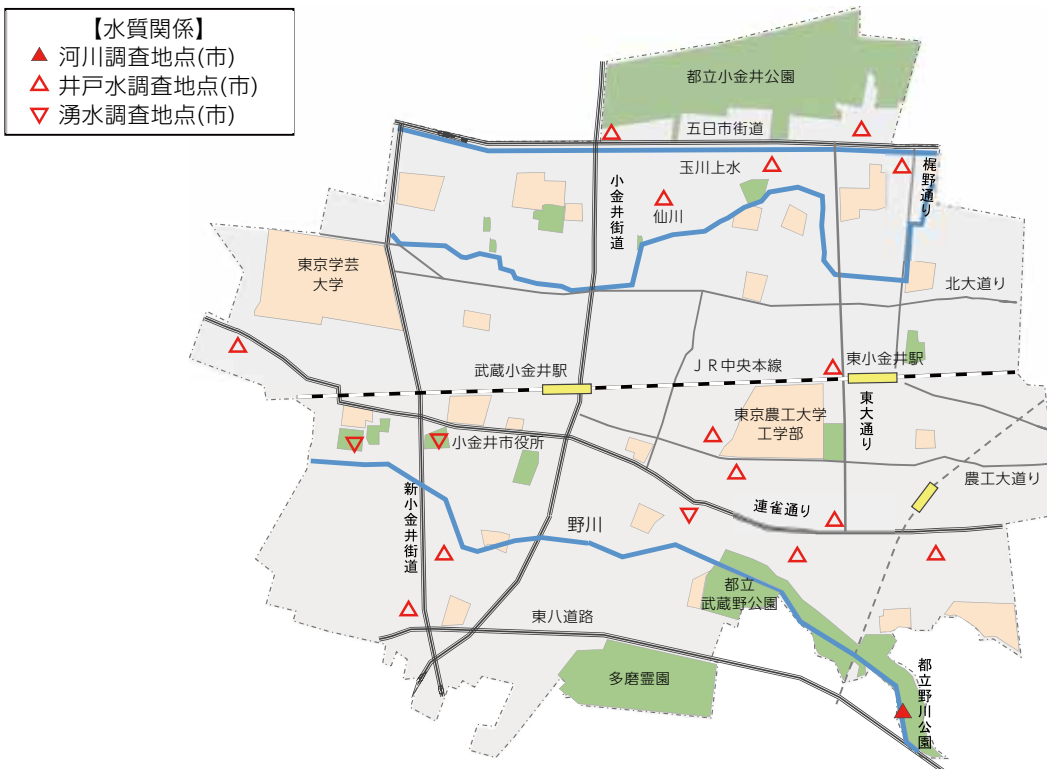 【水質関係】
河川調査地点(市)
井戸水調査地点(市)
湧水調査地点(市)
都立小金井公園
五日市街道
玉川上水
小金井街道
仙川
梶野通り
東京学芸
大学
北大通り
武蔵小金井駅
JR中央本線
東小金井駅
東京農工大学
工学部
東大通り
小金井市役所
農工大通り
新小金井街道
連雀通り
野川
都立
武蔵野公園
東八道路
多磨霊園
都立野川公園